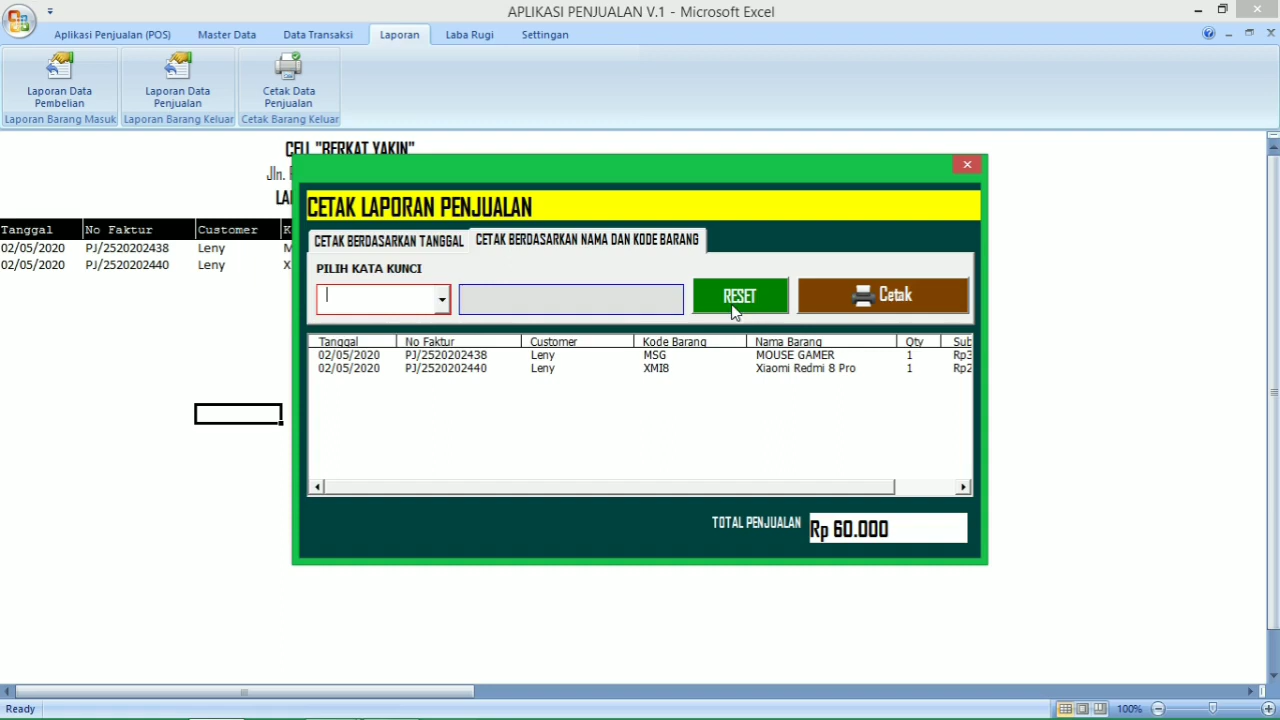 APLIKASI PENJUALAN V.1 - Microsoft Excel
Aplikasi Penjualan (POS) Master Data Data Transaksi Laporan Laba Rugi Settingan
Laporan Data Pembelian
Laporan Data Penjualan
Cetak Data Penjualan
Laporan Barang Masuk Laporan Barang Keluar Cetak Barang Keluar
CELL "BERKAT YAKIN"
Jln.
Tanggal No Faktur Customer
02/05/2020 PJ/2520202438 Leny
02/05/2020 PJ/2520202440 Leny
CETAK LAPORAN PENJUALAN
CETAK BERDASARKAN TANGGAL CETAK BERDASARKAN NAMA DAN KODE BARANG
PILIH KATA KUNCI
RESET Cetak
Tanggal No Faktur Customer Kode Barang Nama Barang Qty Sub
02/05/2020 PJ/2520202438 Leny MSG MOUSE GAMER 1 Rp3
02/05/2020 PJ/2520202440 Leny XMI8 Xiaomi Redmi 8 Pro 1 Rp2
TOTAL PENJUALAN Rp 60.000
Ready 100%